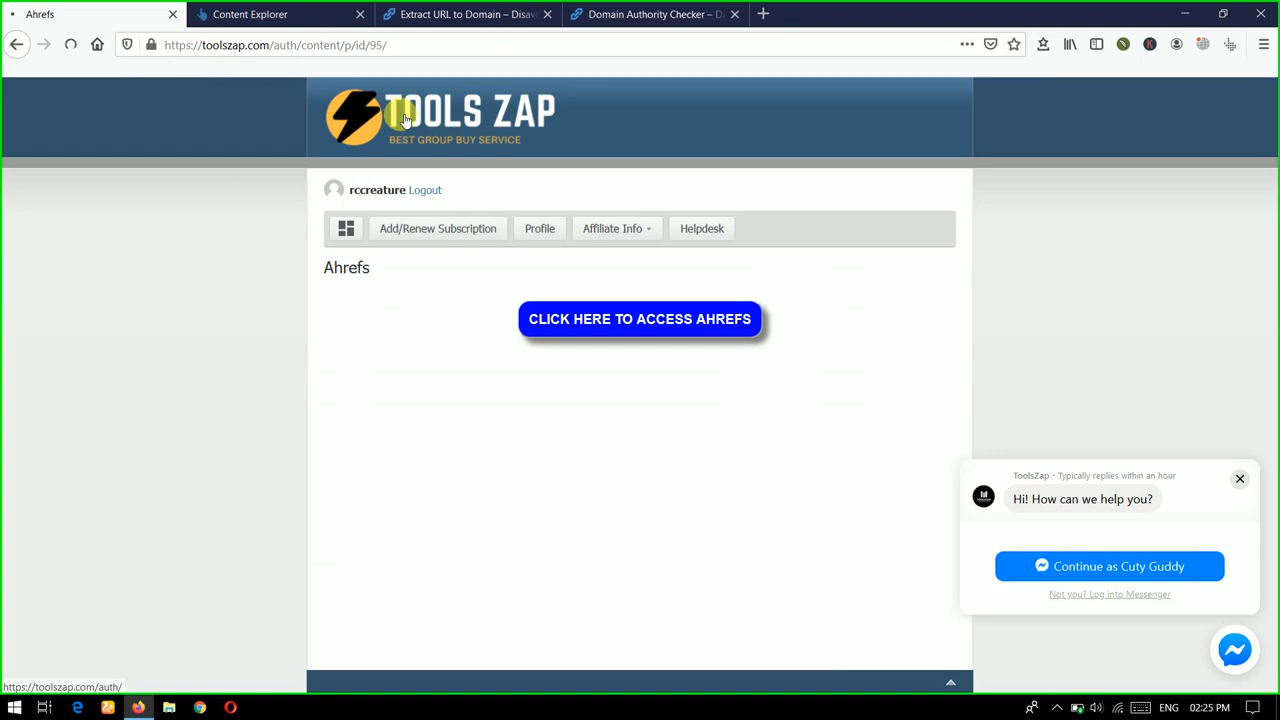 Ahrefs
Content Explorer
Extract URL to Domain – Disav
Domain Authority Checker – D
https://toolszap.com/auth/content/p/id/95/
TOOLS ZAP
BEST GROUP BUY SERVICE
rccreature Logout
Add/Renew Subscription
Profile
Affiliate Info
Helpdesk
Ahrefs
CLICK HERE TO ACCESS AHREFS
ToolsZap · Typically replies within an hour
Hi! How can we help you?
Continue as Cuty Guddy
Not you? Log into Messenger
https://toolszap.com/auth/
ENG
02:25 PM